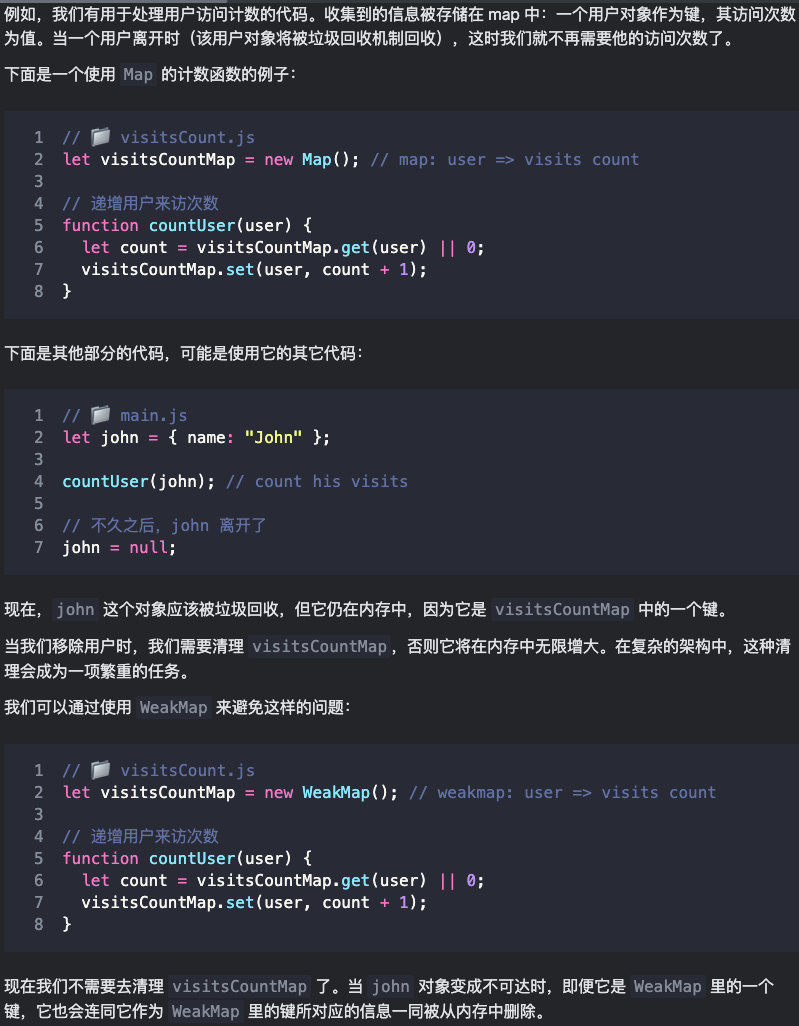 例如，我们有用于处理用户访问计数的代码。收集到的信息被存储在 map 中：一个用户对象作为键，其访问次数
为值。当一个用户离开时（该用户对象将被垃圾回收机制回收），这时我们就不再需要他的访问次数了。
下面是一个使用 Map 的计数函数的例子：
1 // 📁 visitsCount.js
2 let visitsCountMap = new Map(); // map: user => visits count
3
4 // 递增用户来访次数
5 function countUser(user) {
6   let count = visitsCountMap.get(user) || 0;
7   visitsCountMap.set(user, count + 1);
8 }
下面是其他部分的代码，可能是使用它的其它代码：
1 // 📁 main.js
2 let john = { name: "John" };
3
4 countUser(john); // count his visits
5
6 // 不久之后，john 离开了
7 john = null;
现在，john 这个对象应该被垃圾回收，但它仍在内存中，因为它是 visitsCountMap 中的一个键。
当我们移除用户时，我们需要清理 visitsCountMap，否则它将在内存中无限增大。在复杂的架构中，这种清
理会成为一项繁重的任务。
我们可以通过使用 WeakMap 来避免这样的问题：
1 // 📁 visitsCount.js
2 let visitsCountMap = new WeakMap(); // weakmap: user => visits count
3
4 // 递增用户来访次数
5 function countUser(user) {
6   let count = visitsCountMap.get(user) || 0;
7   visitsCountMap.set(user, count + 1);
8 }
现在我们不需要去清理 visitsCountMap 了。当 john 对象变成不可达时，即便它是 WeakMap 里的一个
键，它也会连同它作为 WeakMap 里的键所对应的信息一同被从内存中删除。